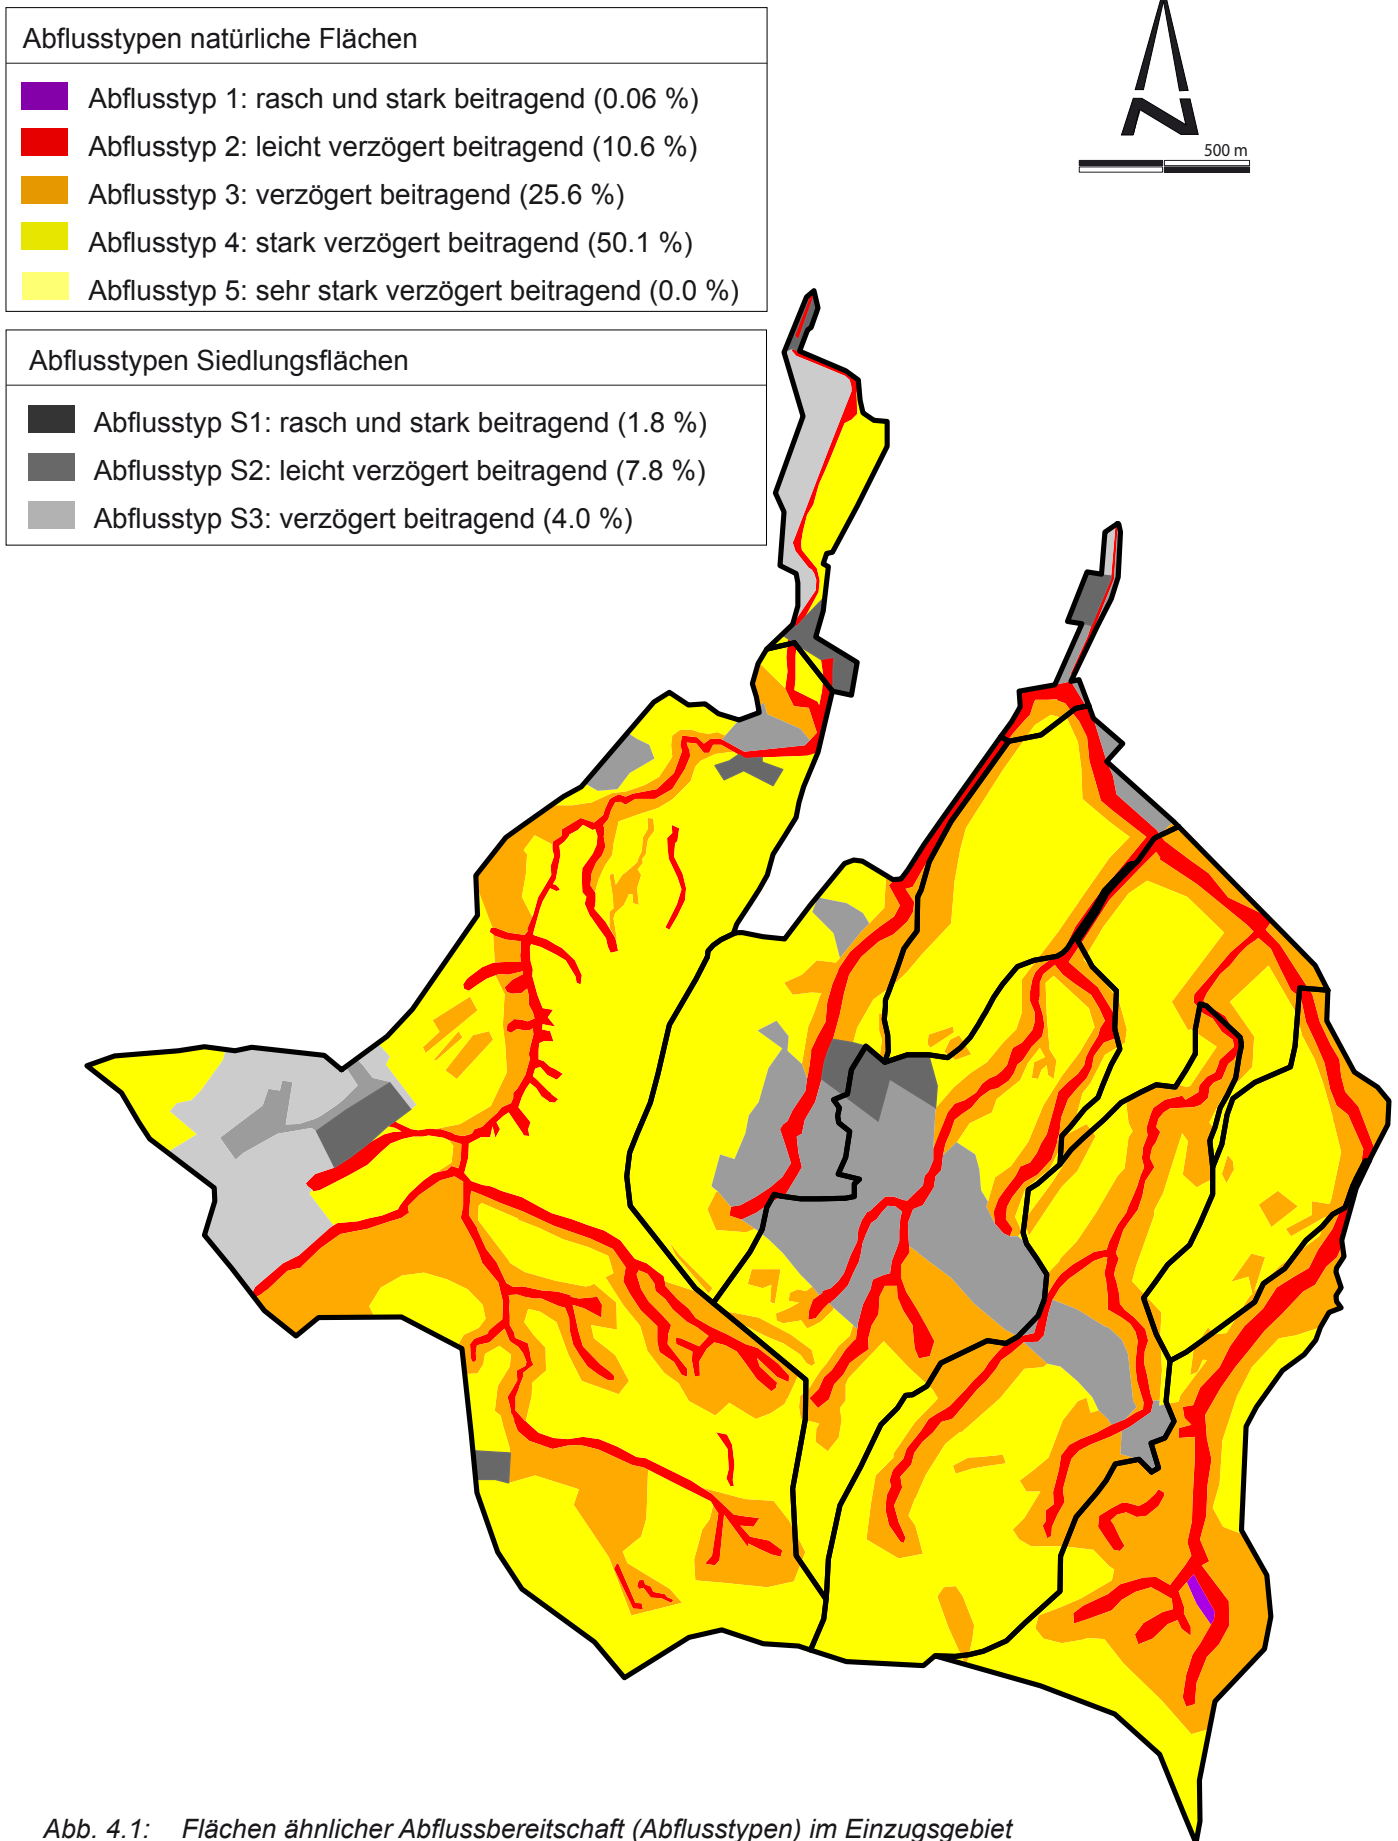 Abflusstypen natürliche Flächen
Abflusstyp 1: rasch und stark beitragend (0.06 %)
Abflusstyp 2: leicht verzögert beitragend (10.6 %)
Abflusstyp 3: verzögert beitragend (25.6 %)
Abflusstyp 4: stark verzögert beitragend (50.1 %)
Abflusstyp 5: sehr stark verzögert beitragend (0.0 %)
500 m
Abflusstypen Siedlungsflächen
Abflusstyp S1: rasch und stark beitragend (1.8 %)
Abflusstyp S2: leicht verzögert beitragend (7.8 %)
Abflusstyp S3: verzögert beitragend (4.0 %)
Abb. 4.1: Flächen ähnlicher Abflussbereitschaft (Abflusstypen) im Einzugsgebiet